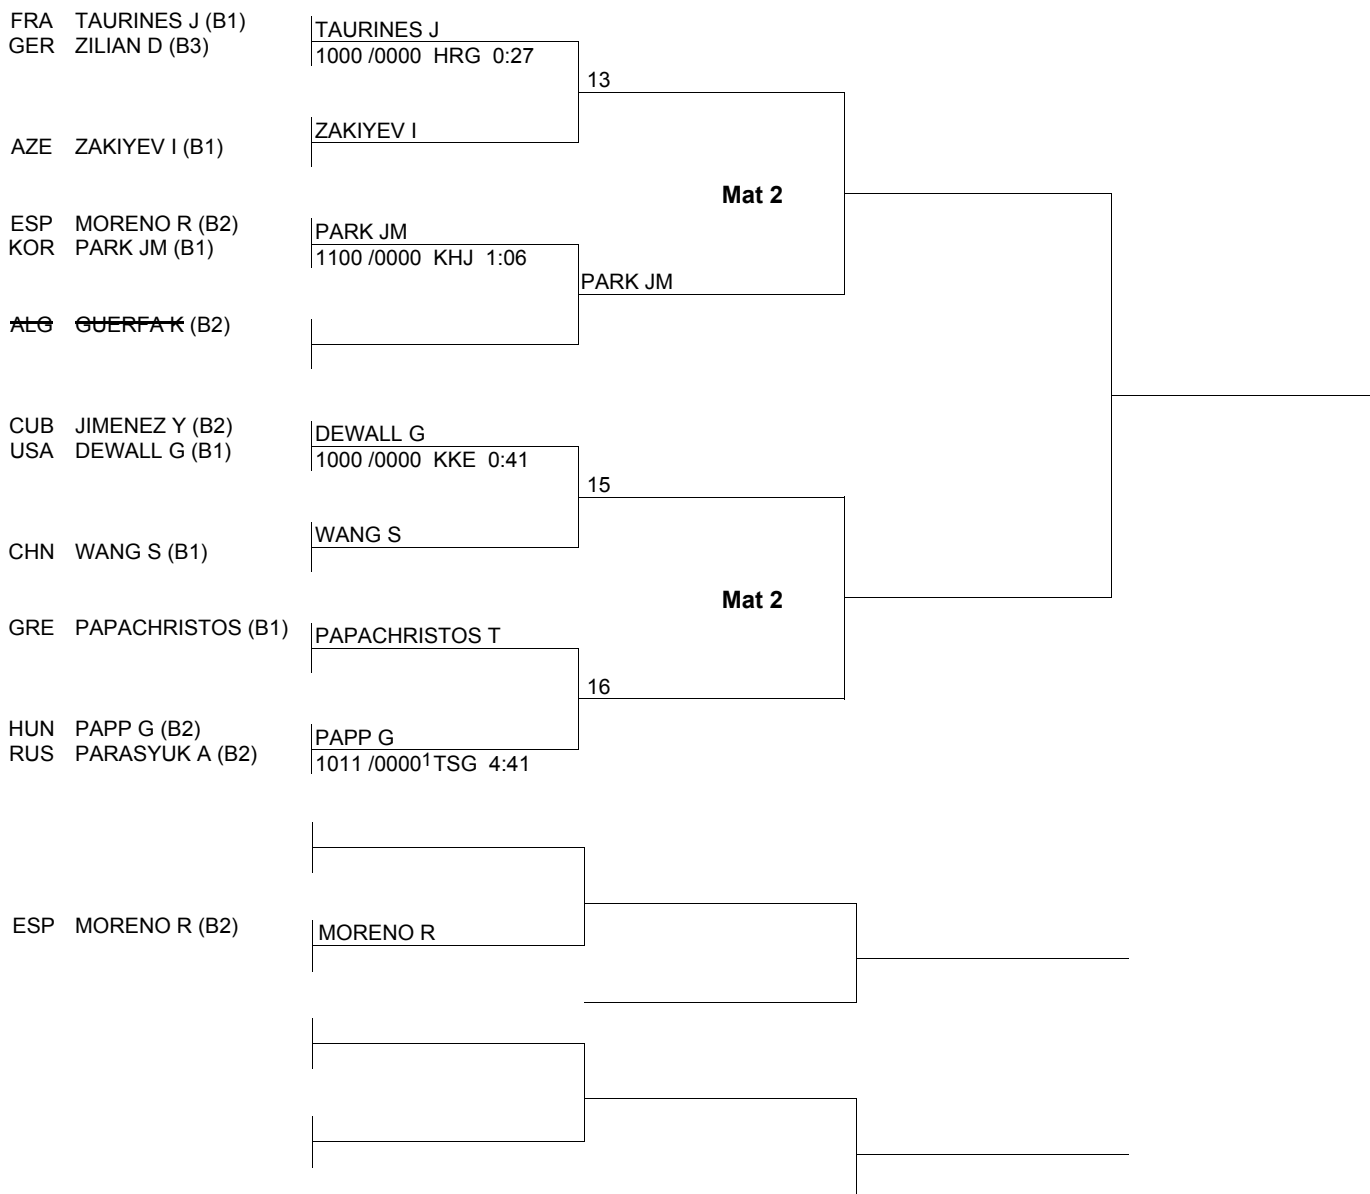 FRA TAURINES J (B1)
GER ZILIAN D (B3)
TAURINES J
1000 /0000 HRG 0:27
13
AZE ZAKIYEV I (B1)
ZAKIYEV I
Mat 2
ESP MORENO R (B2)
KOR PARK JM (B1)
PARK JM
1100 /0000 KHJ 1:06
PARK JM
ALG GUERFA K (B2)
CUB JIMENEZ Y (B2)
USA DEWALL G (B1)
DEWALL G
1000 /0000 KKE 0:41
15
CHN WANG S (B1)
WANG S
Mat 2
GRE PAPACHRISTOS (B1)
PAPACHRISTOS T
16
HUN PAPP G (B2)
RUS PARASYUK A (B2)
PAPP G
1011 /0000¹ TSG 4:41
ESP MORENO R (B2)
MORENO R